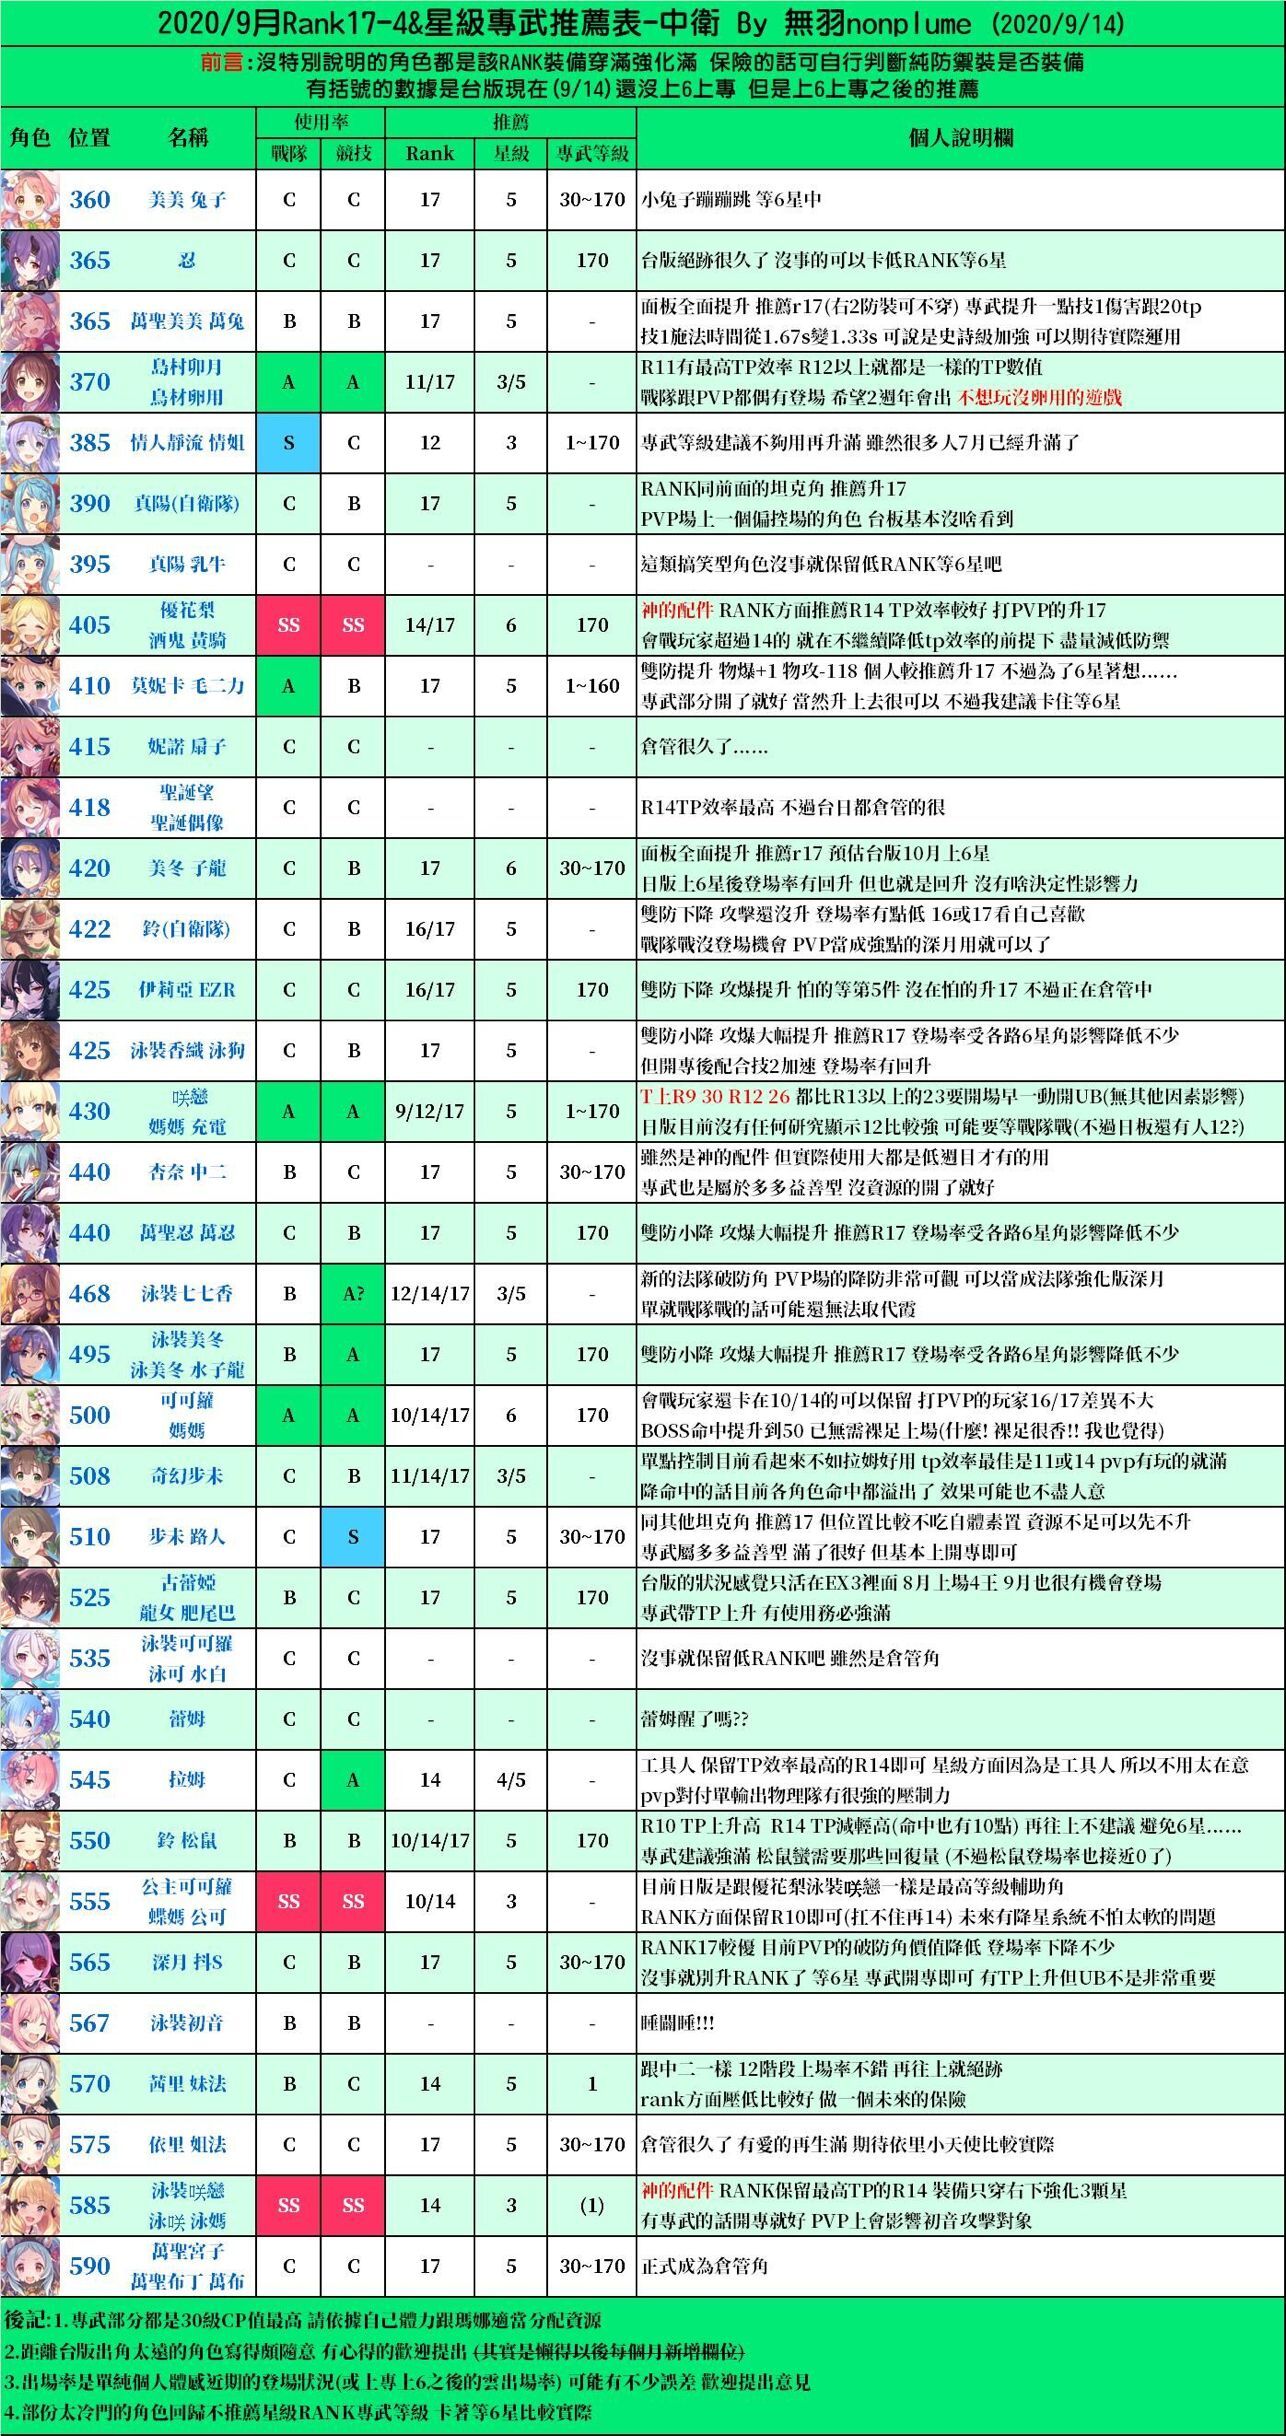 2020/9月Rank17-4&星級專武推薦表-中衛 By 無羽nonplume (2020/9/14)
前言:沒特別說明的角色都是該RANK裝備穿滿強化滿 保險的話可自行判斷純防禦裝是否裝備
有括號的數據是台版現在(9/14)還沒上6上專 但是上6上專之後的推薦
角色 位置 名稱 使用率 推薦 個人說明欄
戰隊 競技 Rank 星級 專武等級
360 美美 兔子 C C 17 5 30~170 小兔子蹦蹦跳 等6星中
365 忍 C C 17 5 170 台版絕跡很久了 沒事的可以卡低RANK等6星
365 萬聖美美 萬兔 B B 17 5 - 面板全面提升 推薦r17(右2防裝可不穿) 專武提升一點技1傷害跟20tp
技1施法時間從1.67s變1.33s 可說是史詩級加強 可以期待實際運用
370 島村卯月 A A 11/17 3/5 - R11有最高TP效率 R12以上就都是一樣的TP數值
鳥材卵用 戰隊跟PVP都偶有登場 希望2週年會出 不想玩沒卵用的遊戲
385 情人靜流 情姐 S C 12 3 1~170 專武等級建議不夠用再升滿 雖然很多人7月已經升滿了
390 真陽(自衛隊) C B 17 5 - RANK同前面的坦克角 推薦升17
PVP場上一個偏控場的角色 台板基本沒啥看到
395 真陽 乳牛 C C - - - 這類搞笑型角色沒事就保留低RANK等6星吧
405 優花梨 SS SS 14/17 6 170 神的配件 RANK方面推薦R14 TP效率較好 打PVP的升17
酒鬼 黃騎 會戰玩家超過14的 就在不繼續降低tp效率的前提下 盡量減低防禦
410 莫妮卡 毛二力 A B 17 5 1~160 雙防提升 物爆+1 物攻-118 個人較推薦升17 不過為了6星著想......
專武部分開了就好 當然升上去很可以 不過我建議卡住等6星
415 妮諾 扇子 C C - - - 倉管很久了......
418 聖誕望 C C - - - R14TP效率最高 不過台日都倉管的很
聖誕偶像
420 美冬 子龍 C B 17 6 30~170 面板全面提升 推薦r17 預估台版10月上6星
日版上6星後登場率有回升 但也就是回升 沒有啥決定性影響力
422 鈴(自衛隊) C B 16/17 5 - 雙防下降 攻擊還沒升 登場率有點低 16或17看自己喜歡
戰隊戰沒登場機會 PVP當成強點的深月用就可以了
425 伊莉亞 EZR C C 16/17 5 170 雙防下降 攻爆提升 怕的等第5件 沒在怕的升17 不過正在倉管中
425 泳裝香織 泳狗 C B 17 5 - 雙防小降 攻爆大幅提升 推薦R17 登場率受各路6星角影響降低不少
但開專後配合技2加速 登場率有回升
430 咲戀 A A 9/12/17 5 1~170 T上R9 30 R12 26 都比R13以上的23要開場早一動開UB(無其他因素影響)
媽媽 充電 日版目前沒有任何研究顯示12比較強 可能要等戰隊戰(不過日板還有人12?)
440 杏奈 中二 B C 17 5 30~170 雖然是神的配件 但實際使用大都是低週目才有的用
專武也是屬於多多益善型 沒資源的開了就好
440 萬聖忍 萬忍 C B 17 5 170 雙防小降 攻爆大幅提升 推薦R17 登場率受各路6星角影響降低不少
468 泳裝七七香 B A? 12/14/17 3/5 - 新的法隊破防角 PVP場的降防非常可觀 可以當成法隊強化版深月
單就戰隊戰的話可能還無法取代霞
495 泳裝美冬 B A 17 5 170 雙防小降 攻爆大幅提升 推薦R17 登場率受各路6星角影響降低不少
泳美冬 水子龍
500 可可蘿 A A 10/14/17 6 170 會戰玩家還卡在10/14的可以保留 打PVP的玩家16/17差異不大
媽媽 BOSS命中提升到50 已無需裸足上場(什麼! 裸足很香!! 我也覺得)
508 奇幻步未 C B 11/14/17 3/5 - 單點控制目前看起來不如拉姆好用 tp效率最佳是11或14 pvp有玩的就滿
降命中的話目前各角色命中都溢出了 效果可能也不盡人意
510 步未 路人 C S 17 5 30~170 同其他坦克角 推薦17 但位置比較不吃自體素置 資源不足可以先不升
專武屬多多益善型 滿了很好 但基本上開專即可
525 古蕾婭 B C 17 5 170 台版的狀況感覺只活在EX3裡面 8月上場4王 9月也很有機會登場
龍女 肥尾巴 專武帶TP上升 有使用務必強滿
535 泳裝可可蘿 C C - - - 沒事就保留低RANK吧 雖然是倉管角
泳可 水白
540 蕾姆 C C - - - 蕾姆醒了嗎??
545 拉姆 C A 14 4/5 - 工具人 保留TP效率最高的R14即可 星級方面因為是工具人 所以不用太在意
pvp對付單輸出物理隊有很強的壓制力
550 鈴 松鼠 B B 10/14/17 5 170 R10 TP上升高 R14 TP減輕高(命中也有10點) 再往上不建議 避免6星......
專武建議強滿 松鼠蠻需要那些回復量 (不過松鼠登場率也接近0了)
555 公主可可蘿 SS SS 10/14 3 - 目前日版是跟優花梨泳裝咲戀一樣是最高等級輔助角
蝶媽 公可 RANK方面保留R10即可(扛不住再14) 未來有降星系統不怕太軟的問題
565 深月 抖S C B 17 5 30~170 RANK17較優 目前PVP的破防角價值降低 登場率下降不少
沒事就別升RANK了 等6星 專武開專即可 有TP上升但UB不是非常重要
567 泳裝初音 B B - - - 睡鬪睡!!!
570 茜里 妹法 B C 14 5 1 跟中二一樣 12階段上場率不錯 再往上就絕跡
rank方面壓低比較好 做一個未來的保險
575 依里 姐法 C C 17 5 30~170 倉管很久了 有愛的再生滿 期待依里小天使比較實際
585 泳裝咲戀 SS SS 14 3 (1) 神的配件 RANK保留最高TP的R14 裝備只穿右下強化3顆星
泳咲 泳媽 有專武的話開專就好 PVP上會影響初音攻擊對象
590 萬聖宮子 C C 17 5 30~170 正式成為倉管角
萬聖布丁 萬布
後記:1.專武部分都是30級CP值最高 請依據自己體力跟瑪娜適當分配資源
2.距離台版出角太遠的角色寫得頗隨意 有心得的歡迎提出 (其實是懶得以後每個月新增欄位)
3.出場率是單純個人體感近期的登場狀況(或上專上6之後的雲出場率) 可能有不少誤差 歡迎提出意見
4.部份太冷門的角色回歸不推薦星級RANK專武等級 卡著等6星比較實際